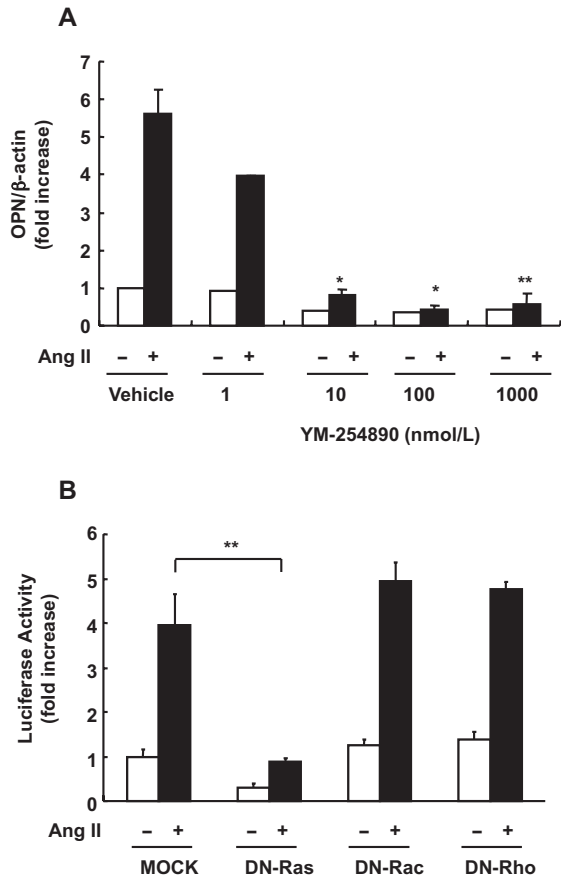 A
OPN/β-actin
(fold increase)
7
6
5
4
3
2
1
0
* * **
Ang II – + – + – + – + – +
Vehicle 1 10 100 1000
YM-254890 (nmol/L)
B
Luciferase Activity
(fold increase)
6
5
4
3
2
1
0
**
Ang II – + – + – + – +
MOCK DN-Ras DN-Rac DN-Rho